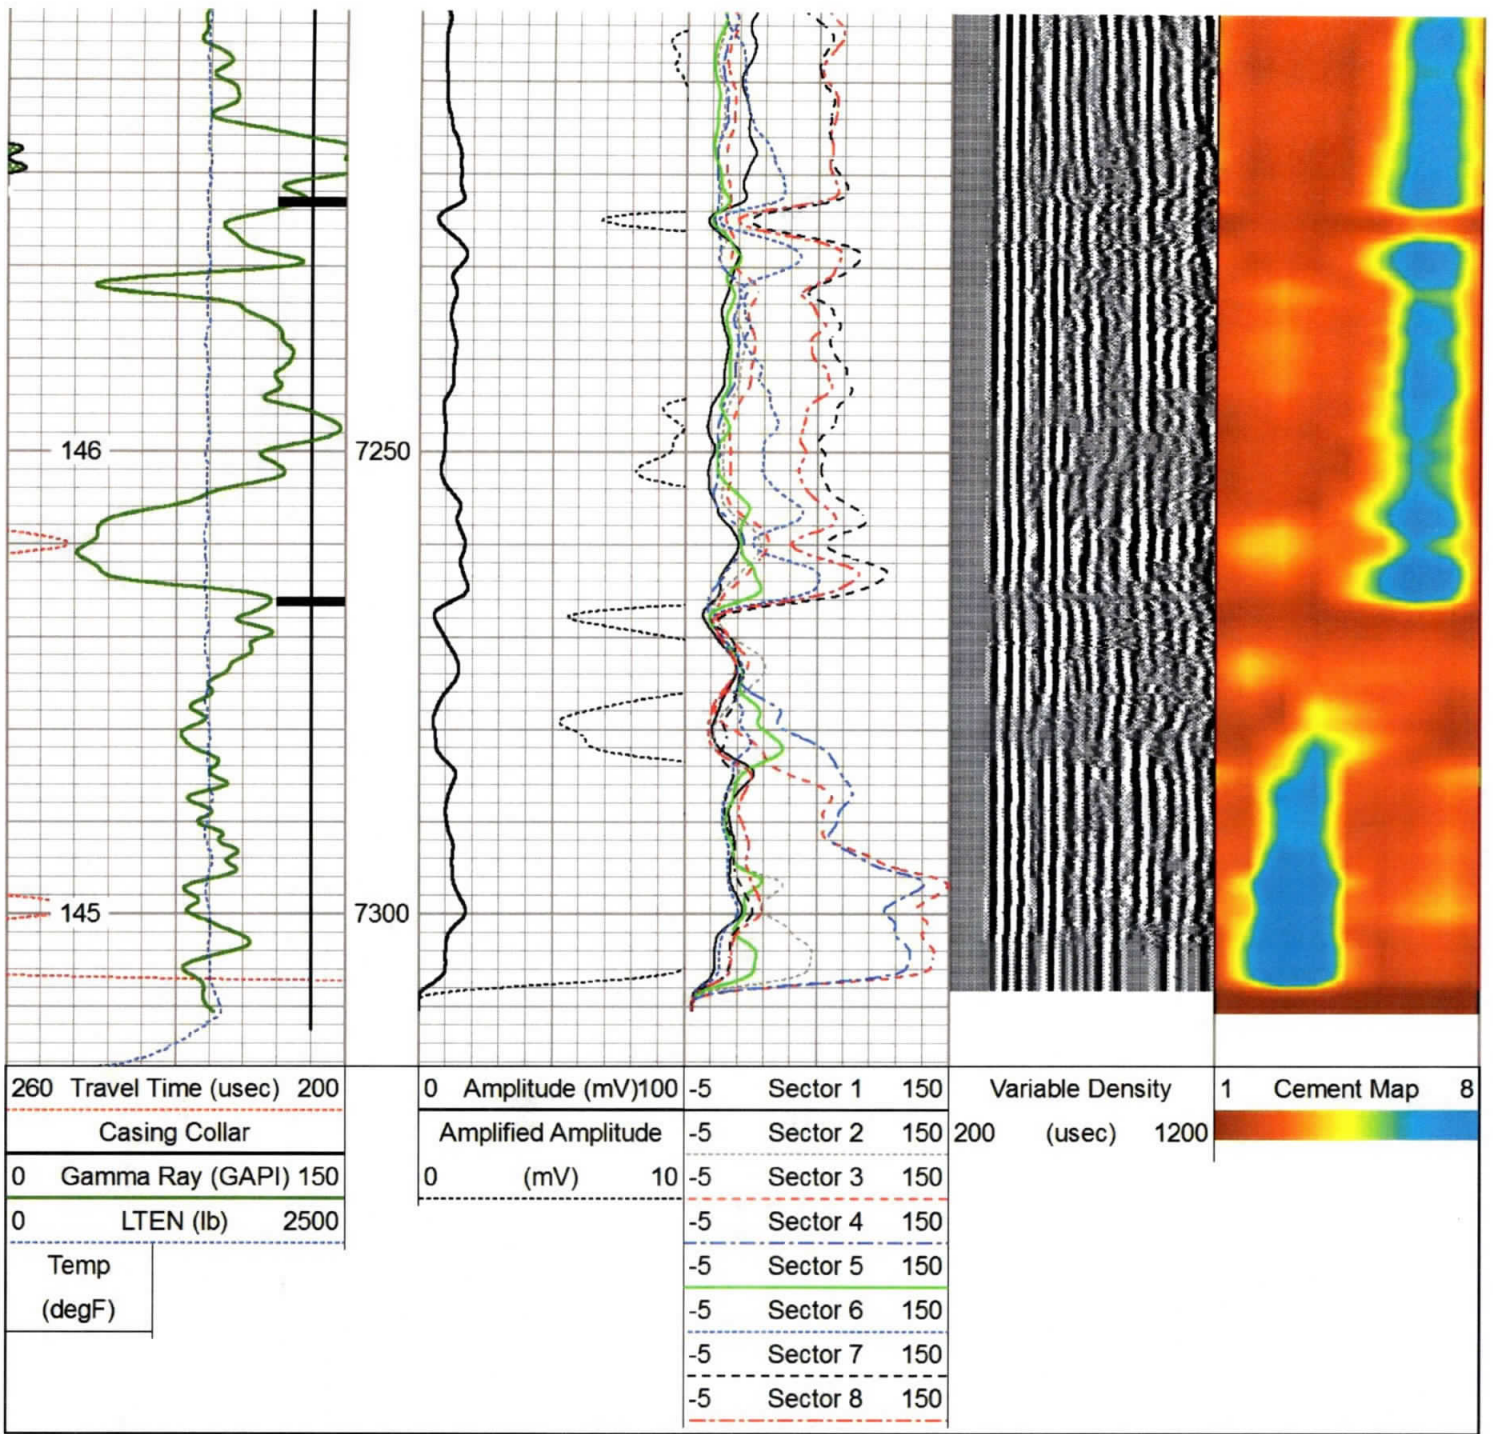 146
7250
145
7300
260 Travel Time (usec) 200
Casing Collar
0 Gamma Ray (GAPI) 150
0 LTEN (lb) 2500
Temp
(degF)
0 Amplitude (mV)100
Amplified Amplitude
0 (mV) 10
-5 Sector 1 150
-5 Sector 2 150
-5 Sector 3 150
-5 Sector 4 150
-5 Sector 5 150
-5 Sector 6 150
-5 Sector 7 150
-5 Sector 8 150
Variable Density
200 (usec) 1200
1 Cement Map 8